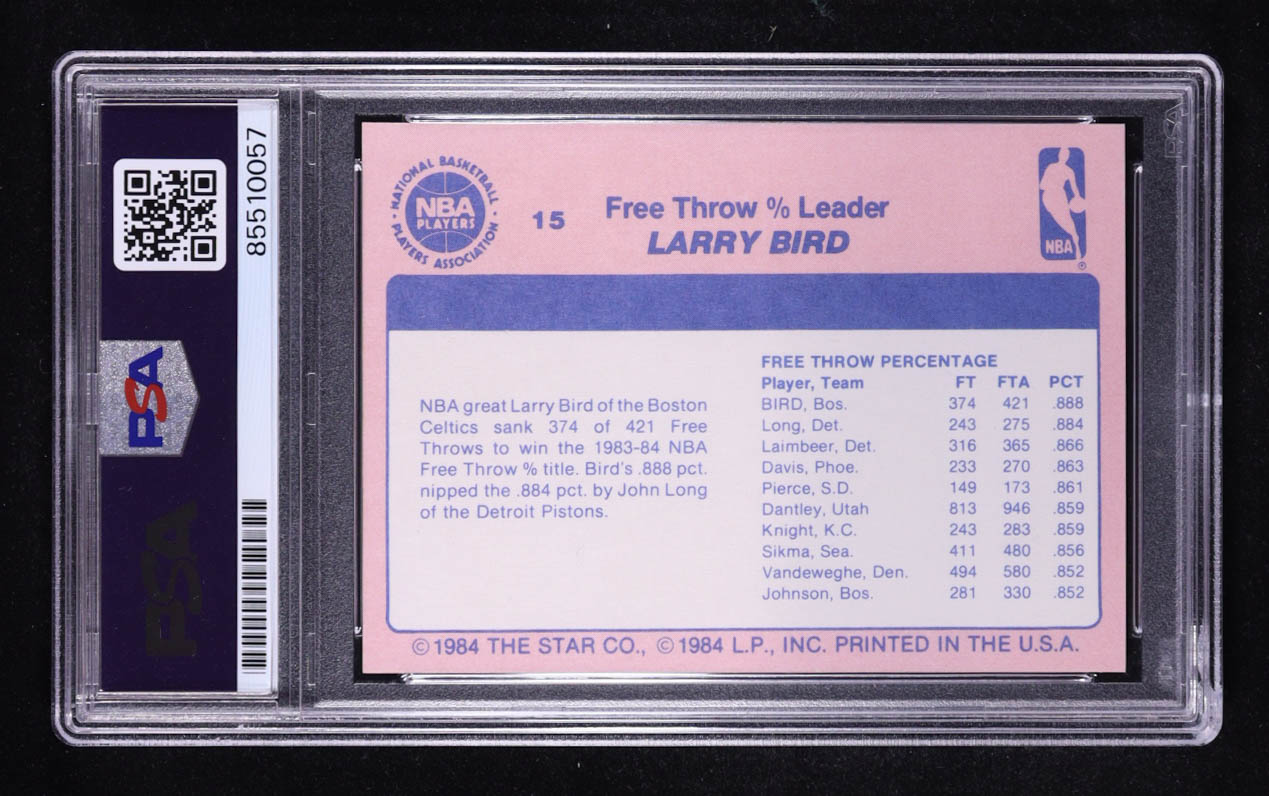 85510057
PSA
PSA
PSA
NATIONAL BASKETBALL
PLAYERS ASSOCIATION
NBA
PLAYERS
15
Free Throw % Leader
LARRY BIRD
NBA
®
NBA great Larry Bird of the Boston
Celtics sank 374 of 421 Free
Throws to win the 1983-84 NBA
Free Throw % title. Bird's .888 pct.
nipped the .884 pct. by John Long
of the Detroit Pistons.
FREE THROW PERCENTAGE
Player, Team FT FTA PCT
BIRD, Bos. 374 421 .888
Long, Det. 243 275 .884
Laimbeer, Det. 316 365 .866
Davis, Phoe. 233 270 .863
Pierce, S.D. 149 173 .861
Dantley, Utah 813 946 .859
Knight, K.C. 243 283 .859
Sikma, Sea. 411 480 .856
Vandeweghe, Den. 494 580 .852
Johnson, Bos. 281 330 .852
©1984 THE STAR CO., ©1984 L.P., INC. PRINTED IN THE U.S.A.